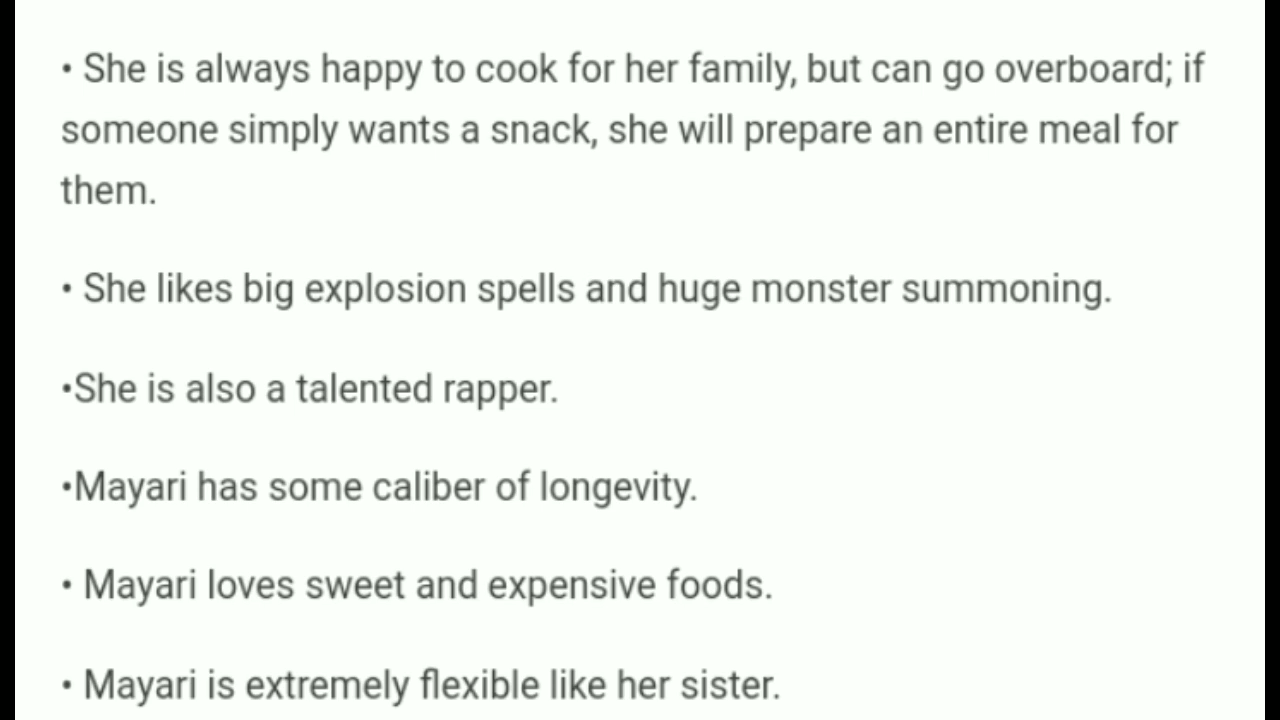 • She is always happy to cook for her family, but can go overboard; if
someone simply wants a snack, she will prepare an entire meal for
them.
• She likes big explosion spells and huge monster summoning.
•She is also a talented rapper.
•Mayari has some caliber of longevity.
• Mayari loves sweet and expensive foods.
• Mayari is extremely flexible like her sister.